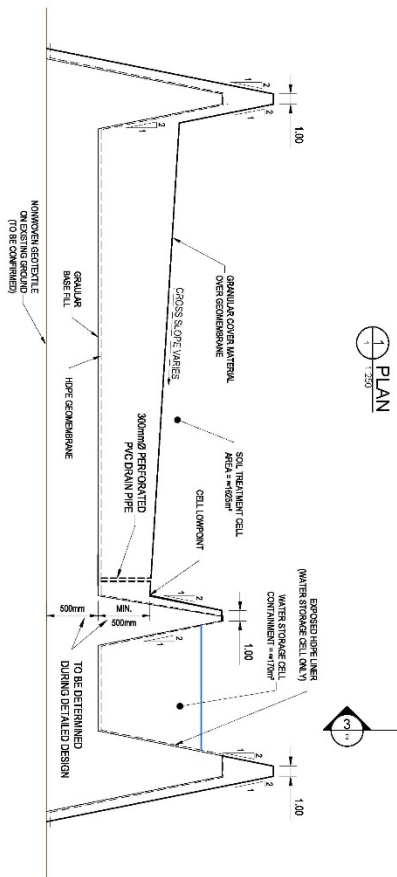 1
1
PLAN
1:250
1.00
2
1
2
1
2
1
GRANULAR COVER MATERIAL
OVER GEOMEMBRANE
CROSS SLOPE VARIES
SOIL TREATMENT CELL
AREA = ≈1625m²
CELL LOWPOINT
300mmØ PERFORATED
PVC DRAIN PIPE
NONWOVEN GEOTEXTILE
ON EXISTING GROUND
(TO BE CONFIRMED)
GRAULAR
BASE FILL
HDPE GEOMEMBRANE
2
1
1.00
2
1
500mm
MIN.
500mm
TO BE DETERMINED
DURING DETAILED DESIGN
EXPOSED HDPE LINER
(WATER STORAGE CELL ONLY)
WATER STORAGE CELL
CONTAINMENT = ≈170m³
2
1
1.00
2
1
3
2